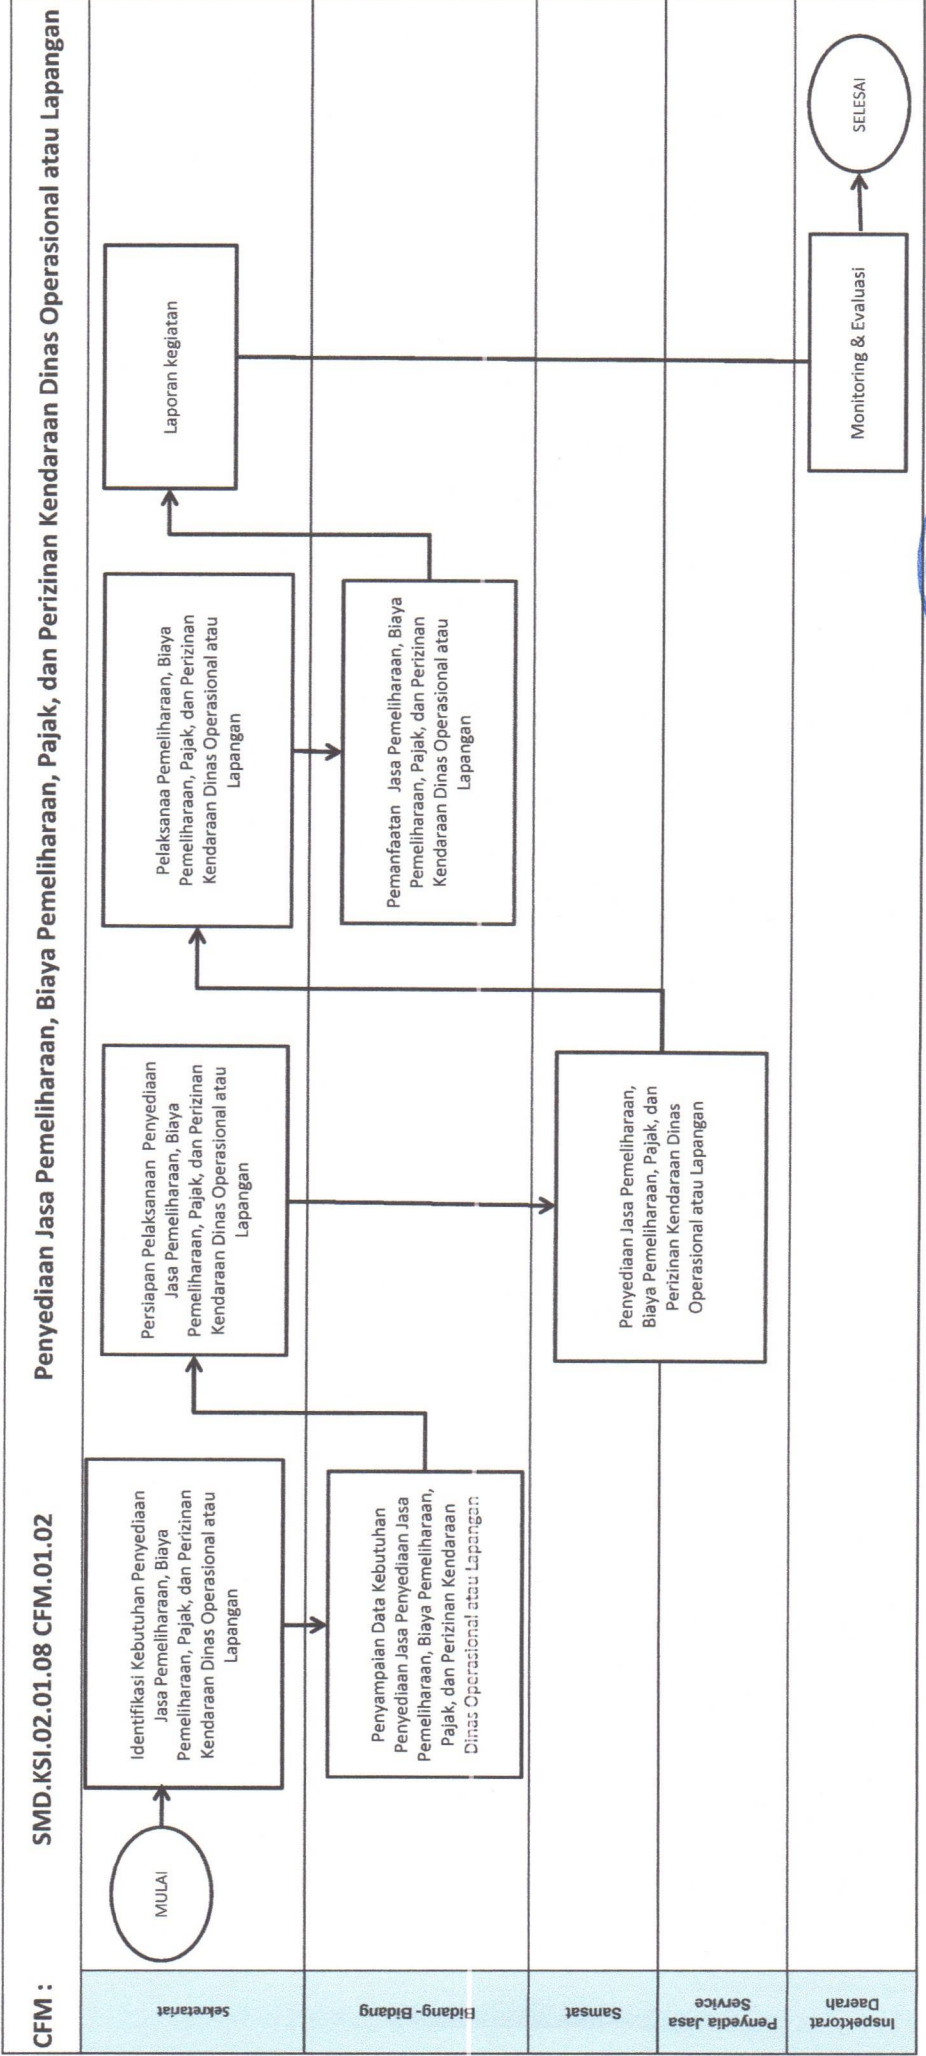 CFM : SMD.KSI.02.01.08 CFM.01.02 Penyediaan Jasa Pemeliharaan, Biaya Pemeliharaan, Pajak, dan Perizinan Kendaraan Dinas Operasional atau Lapangan
Sekretariat
MULAI
Identifikasi Kebutuhan Penyediaan
Jasa Pemeliharaan, Biaya
Pemeliharaan, Pajak, dan Perizinan
Kendaraan Dinas Operasional atau
Lapangan
Persiapan Pelaksanaan Penyediaan
Jasa Pemeliharaan, Biaya
Pemeliharaan, Pajak, dan Perizinan
Kendaraan Dinas Operasional atau
Lapangan
Pelaksanaa Pemeliharaan, Biaya
Pemeliharaan, Pajak, dan Perizinan
Kendaraan Dinas Operasional atau
Lapangan
Laporan kegiatan
Bidang -Bidang
Penyampaian Data Kebutuhan
Penyediaan Jasa Penyediaan Jasa
Pemeliharaan, Biaya Pemeliharaan,
Pajak, dan Perizinan Kendaraan
Dinas Operasional atau Lapangan
Pemanfaatan Jasa Pemeliharaan, Biaya
Pemeliharaan, Pajak, dan Perizinan
Kendaraan Dinas Operasional atau
Lapangan
Samsat
Penyedia Jasa
Service
Penyediaan Jasa Pemeliharaan,
Biaya Pemeliharaan, Pajak, dan
Perizinan Kendaraan Dinas
Operasional atau Lapangan
Inspektorat
Daerah
Monitoring & Evaluasi
SELESAI